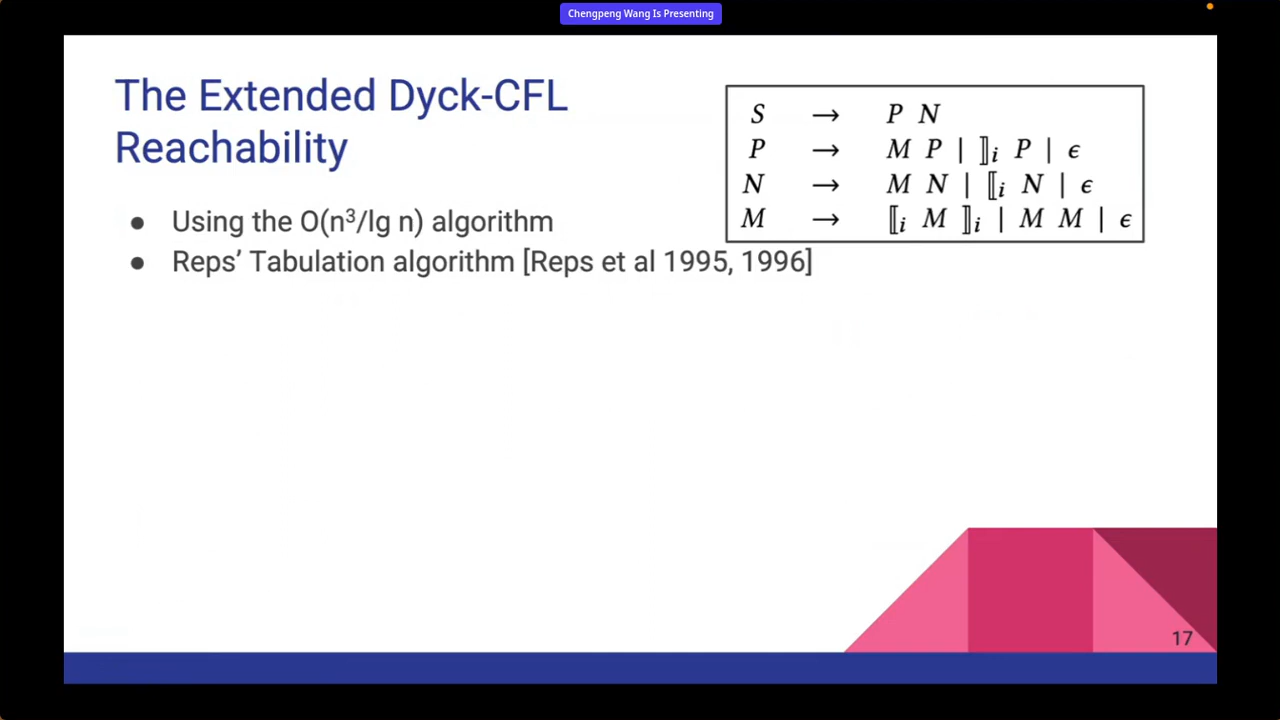 Chengpeng Wang Is Presenting
The Extended Dyck-CFL
Reachability
S → P N
P → M P | ⟧ᵢ P | ϵ
N → M N | ⟦ᵢ N | ϵ
M → ⟦ᵢ M ⟧ᵢ | M M | ϵ
● Using the O(n³/lg n) algorithm
● Reps’ Tabulation algorithm [Reps et al 1995, 1996]
17